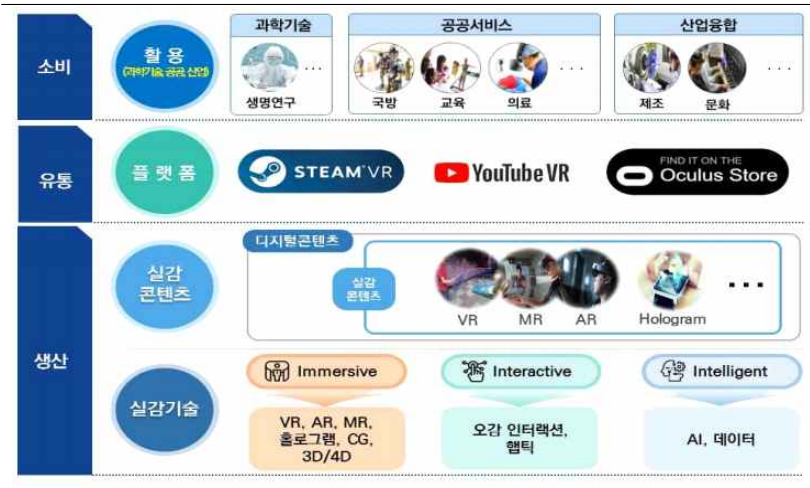 소비
활 용
(과학기술, 공공, 산업)
과학기술
생명연구
...
공공서비스
국방
교육
의료
...
산업융합
제조
문화
...
유통
플 랫 폼
STEAM VR
YouTube VR
FIND IT ON THE
Oculus Store
생산
실감
콘텐츠
디지털콘텐츠
실감
콘텐츠
VR
MR
AR
Hologram
...
실감기술
Immersive
VR, AR, MR,
홀로그램, CG,
3D/4D
Interactive
오감 인터랙션,
햅틱
Intelligent
AI, 데이터